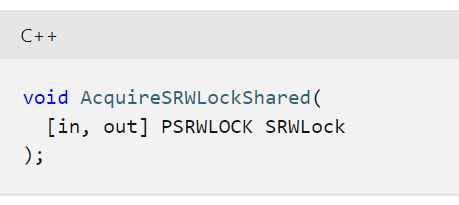 C++
void AcquireSRWLockShared(
  [in, out] PSRWLOCK SRWLock
);